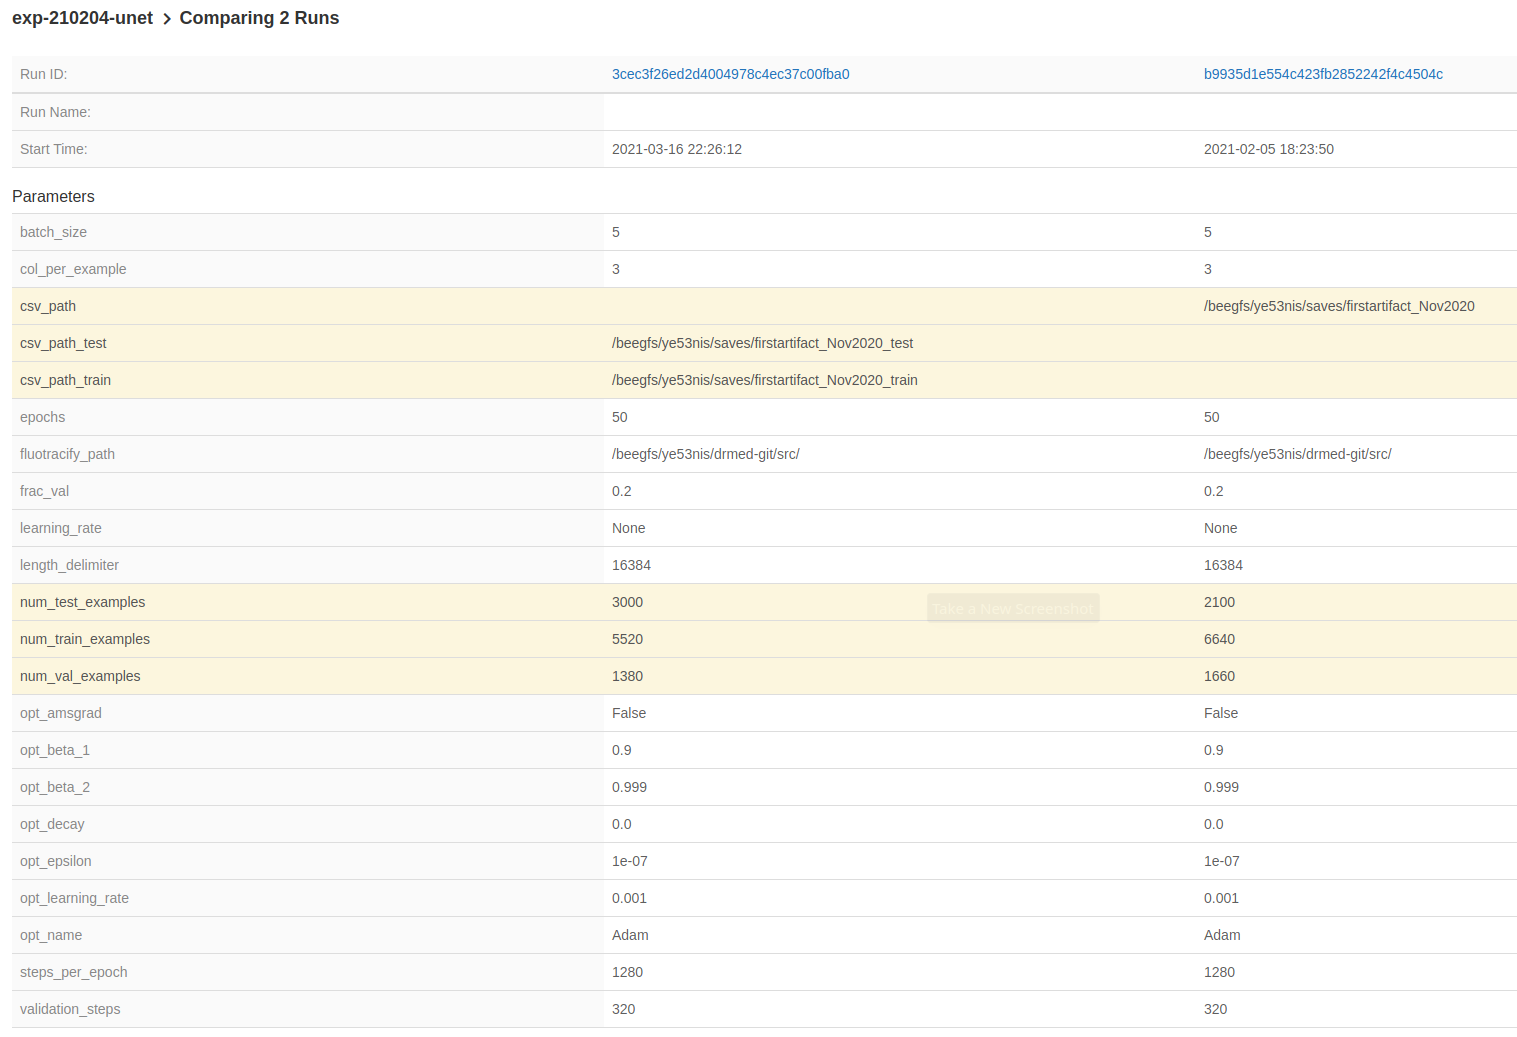 exp-210204-unet > Comparing 2 Runs
Run ID: 3cec3f26ed2d4004978c4ec37c00fba0 b9935d1e554c423fb2852242f4c4504c
Run Name:
Start Time: 2021-03-16 22:26:12 2021-02-05 18:23:50
Parameters
batch_size 5 5
col_per_example 3 3
csv_path /beegfs/ye53nis/saves/firstartifact_Nov2020
csv_path_test /beegfs/ye53nis/saves/firstartifact_Nov2020_test
csv_path_train /beegfs/ye53nis/saves/firstartifact_Nov2020_train
epochs 50 50
fluotracify_path /beegfs/ye53nis/drmed-git/src/ /beegfs/ye53nis/drmed-git/src/
frac_val 0.2 0.2
learning_rate None None
length_delimiter 16384 16384
num_test_examples 3000 2100
Take a New Screenshot
num_train_examples 5520 6640
num_val_examples 1380 1660
opt_amsgrad False False
opt_beta_1 0.9 0.9
opt_beta_2 0.999 0.999
opt_decay 0.0 0.0
opt_epsilon 1e-07 1e-07
opt_learning_rate 0.001 0.001
opt_name Adam Adam
steps_per_epoch 1280 1280
validation_steps 320 320